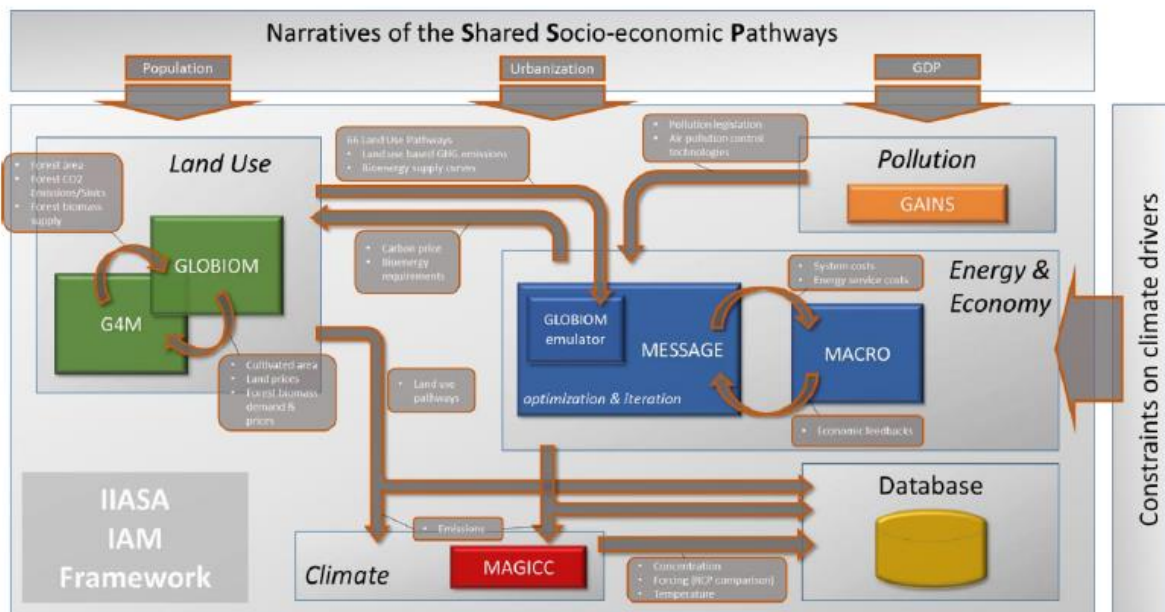 Narratives of the Shared Socio-economic Pathways
Population
Urbanization
GDP
Land Use
• Forest area
• Forest CO2
Emissions/Sinks
• Forest biomass
supply
GLOBIOM
G4M
• Cultivated area
• Land prices
• Forest biomass
demand &
prices
66 Land Use Pathways
• Land use based GHG emissions
• Bioenergy supply curves
• Carbon price
• Bioenergy
requirements
• Pollution legislation
• Air pollution control
technologies
Pollution
GAINS
Energy &
Economy
• System costs
• Energy service costs
GLOBIOM
emulator
MESSAGE
MACRO
optimization & iteration
• Economic feedbacks
• Land use
pathways
Constraints on climate drivers
IIASA
IAM
Framework
• Emissions
Climate
MAGICC
• Concentration
• Forcing (RCP comparison)
• Temperature
Database